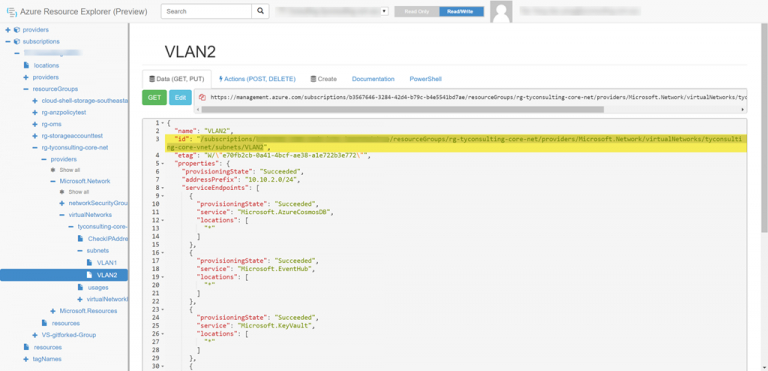 Azure Resource Explorer (Preview)
Search
Read Only
Read/Write
providers
subscriptions
locations
providers
resourceGroups
cloud-shell-storage-southeasta
rg-enzpolicytest
rg-oms
rg-storageaccounttest
rg-tyconsulting-core-net
providers
Show all
Microsoft.Network
Show all
networkSecurityGrou
virtualNetworks
tyconsulting-core-
CheckIPAddre
subnets
VLAN1
VLAN2
usages
virtualNetworkl
Microsoft.Resources
resources
VS-gitforked-Group
resources
tagNames
VLAN2
Data (GET, PUT)
Actions (POST, DELETE)
Create
Documentation
PowerShell
GET
Edit
https://management.azure.com/subscriptions/b3567646-3284-42d4-b79c-b4e5541bd7ae/resourceGroups/rg-tyconsulting-core-net/providers/Microsoft.Network/virtualNetworks/tyc
1 {
2 "name": "VLAN2",
3 "id": "/subscriptions/ /resourceGroups/rg-tyconsulting-core-net/providers/Microsoft.Network/virtualNetworks/tyconsulti
ng-core-vnet/subnets/VLAN2",
4 "etag": "W/\"e70fb2cb-0a41-4bcf-ae38-a1e722b3e772\"",
5 "properties": {
6 "provisioningState": "Succeeded",
7 "addressPrefix": "10.10.2.0/24",
8 "serviceEndpoints": [
9 {
10 "provisioningState": "Succeeded",
11 "service": "Microsoft.AzureCosmosDB",
12 "locations": [
13 "*"
14 ]
15 },
16 {
17 "provisioningState": "Succeeded",
18 "service": "Microsoft.EventHub",
19 "locations": [
20 "*"
21 ]
22 },
23 {
24 "provisioningState": "Succeeded",
25 "service": "Microsoft.KeyVault",
26 "locations": [
27 "*"
28 ]
29 },
30 {